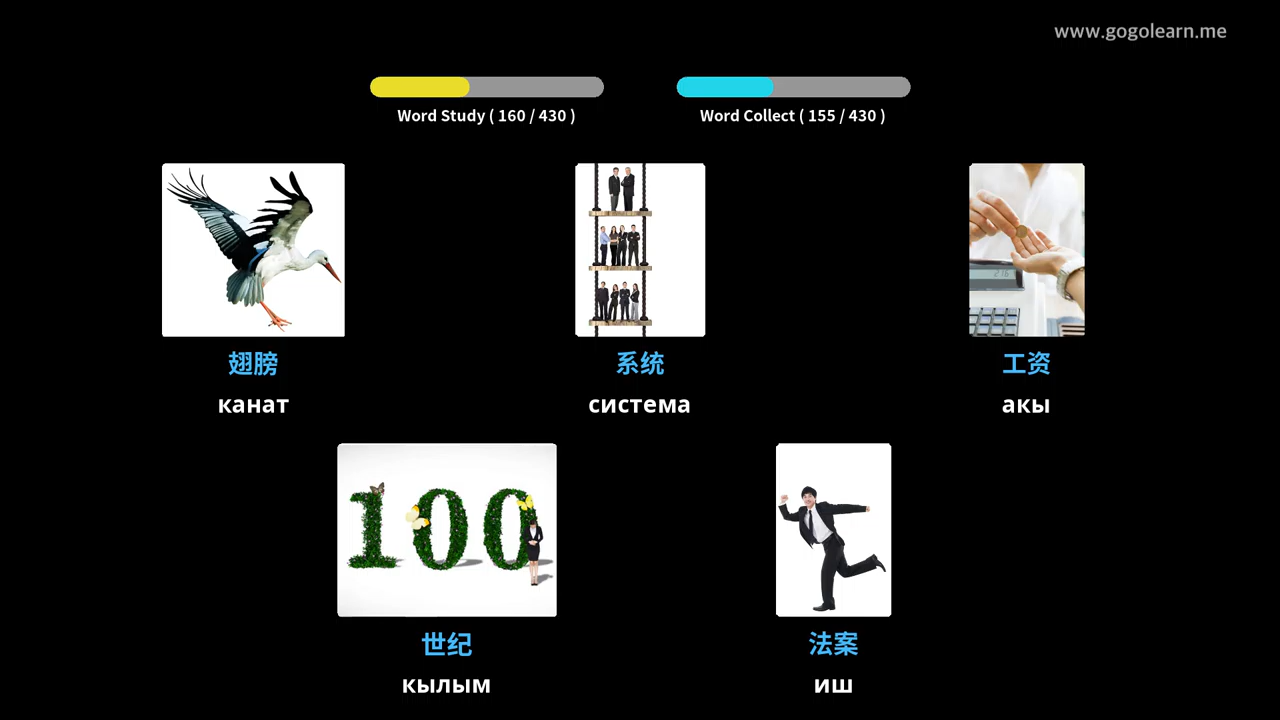 www.gogolearn.me
Word Study ( 160 / 430 )
Word Collect ( 155 / 430 )
翅膀
系统
工资
канат
система
акы
100
世纪
法案
кылым
иш